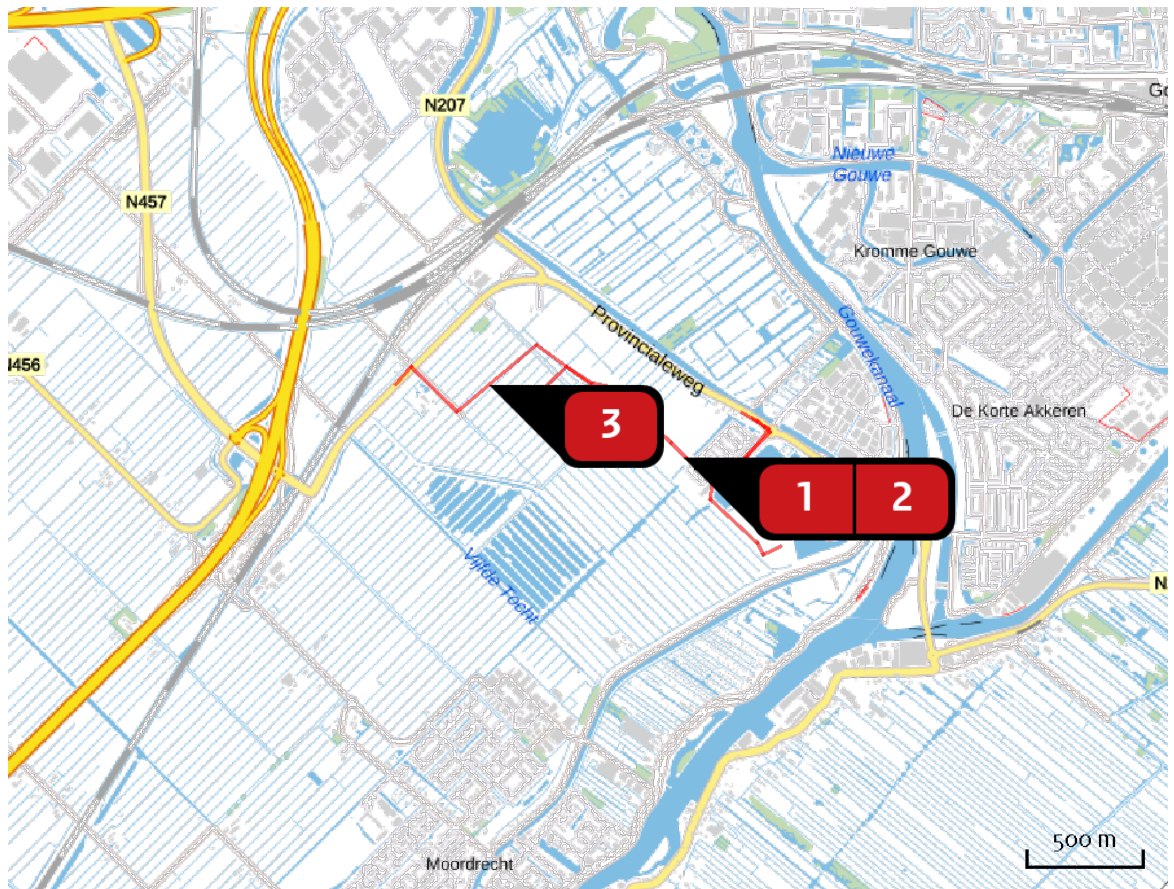 Go
N207
Nieuwe
Gouwe
N457
Kromme Gouwe
Provincialeweg
Gouwekanaal
N456
De Korte Akkeren
3
1
2
Vijfde Tocht
N
500 m
Moordrecht